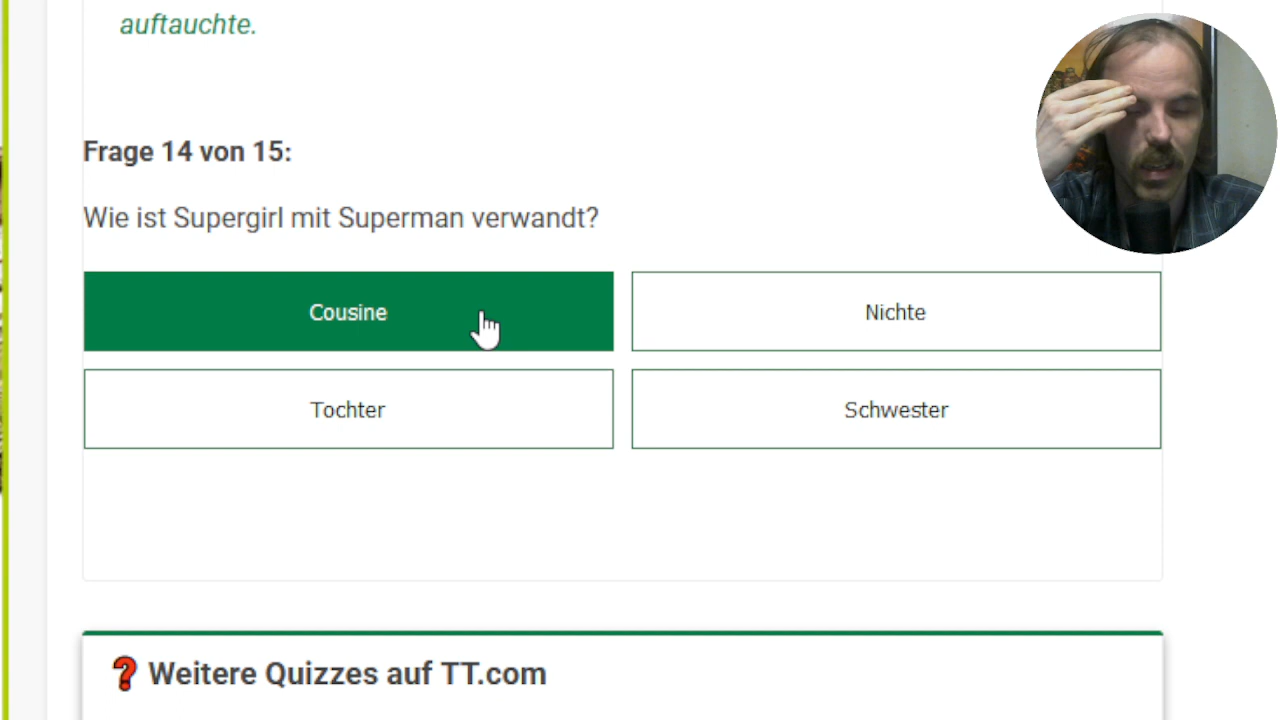 auftauchte.
Frage 14 von 15:
Wie ist Supergirl mit Superman verwandt?
Cousine
Nichte
Tochter
Schwester
❓ Weitere Quizzes auf TT.com